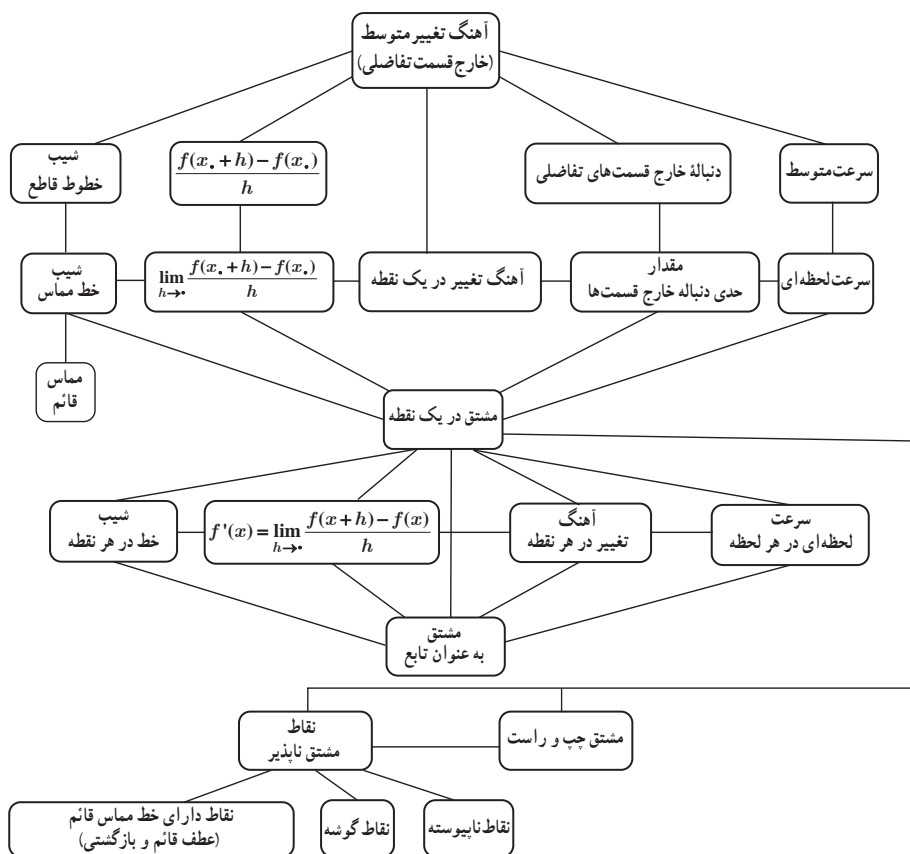 آهنگ تغییر متوسط
(خارج قسمت تفاضلی)
سرعت متوسط
دنبالهٔ خارج قسمت‌های تفاضلی
f(x₀+h)−f(x₀)
h
شیب
خطوط قاطع
سرعت لحظه‌ای
مقدار
حدی دنباله خارج قسمت‌ها
آهنگ تغییر در یک نقطه
lim h→۰ f(x₀+h)−f(x₀)
h
شیب
خط مماس
مماس
قائم
مشتق در یک نقطه
سرعت
لحظه‌ای در هر لحظه
آهنگ
تغییر در هر نقطه
f'(x) = lim h→۰ f(x+h)−f(x)
h
شیب
خط در هر نقطه
مشتق
به عنوان تابع
مشتق چپ و راست
نقاط
مشتق ناپذیر
نقاط ناپیوسته
نقاط گوشه
نقاط دارای خط مماس قائم
(عطف قائم و بازگشتی)